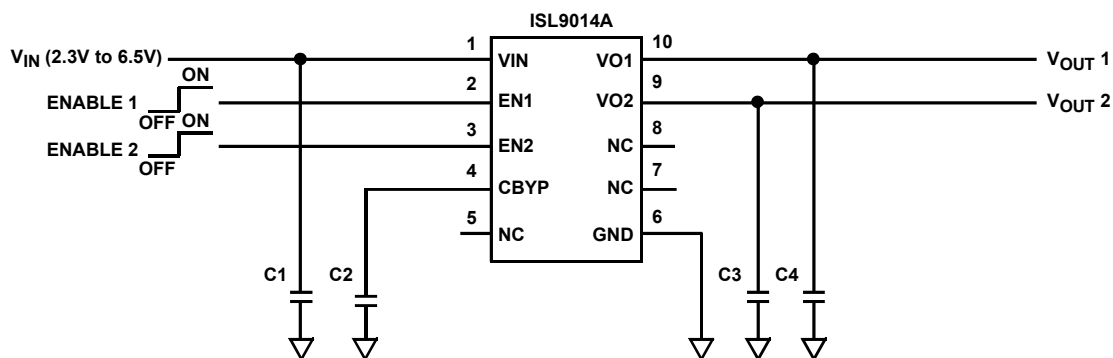 ISL9014A
VIN (2.3V to 6.5V)
ON
ENABLE 1
OFF
ON
ENABLE 2
OFF
1 VIN VO1 10 VOUT 1
2 EN1 VO2 9 VOUT 2
3 EN2 NC 8
4 CBYP NC 7
5 NC GND 6
C1 C2 C3 C4